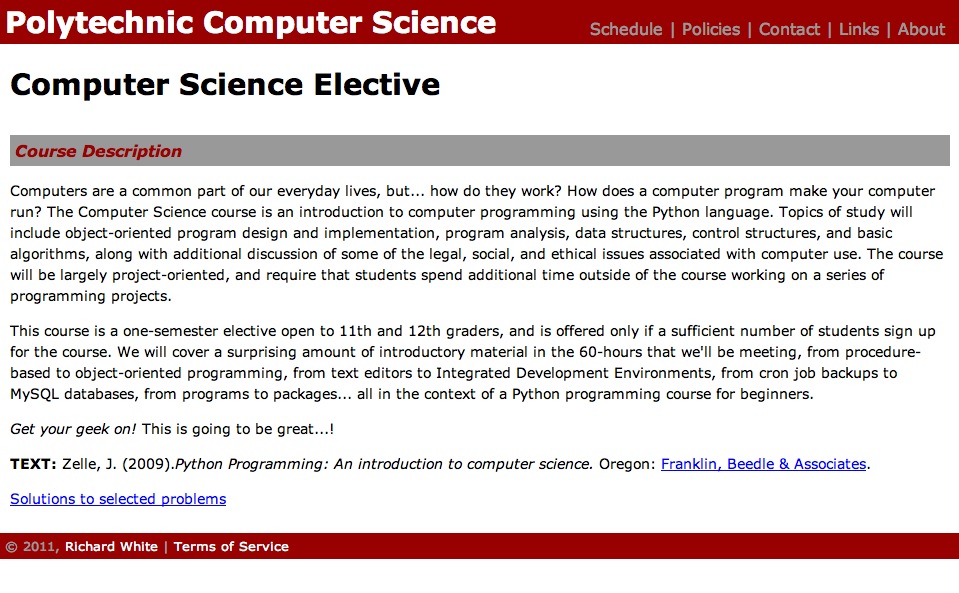 Polytechnic Computer Science
Schedule | Policies | Contact | Links | About
Computer Science Elective
Course Description
Computers are a common part of our everyday lives, but... how do they work? How does a computer program make your computer
run? The Computer Science course is an introduction to computer programming using the Python language. Topics of study will
include object-oriented program design and implementation, program analysis, data structures, control structures, and basic
algorithms, along with additional discussion of some of the legal, social, and ethical issues associated with computer use. The course
will be largely project-oriented, and require that students spend additional time outside of the course working on a series of
programming projects.
This course is a one-semester elective open to 11th and 12th graders, and is offered only if a sufficient number of students sign up
for the course. We will cover a surprising amount of introductory material in the 60-hours that we'll be meeting, from procedure-
based to object-oriented programming, from text editors to Integrated Development Environments, from cron job backups to
MySQL databases, from programs to packages... all in the context of a Python programming course for beginners.
Get your geek on! This is going to be great...!
TEXT: Zelle, J. (2009).Python Programming: An introduction to computer science. Oregon: Franklin, Beedle & Associates.
Solutions to selected problems
© 2011, Richard White | Terms of Service